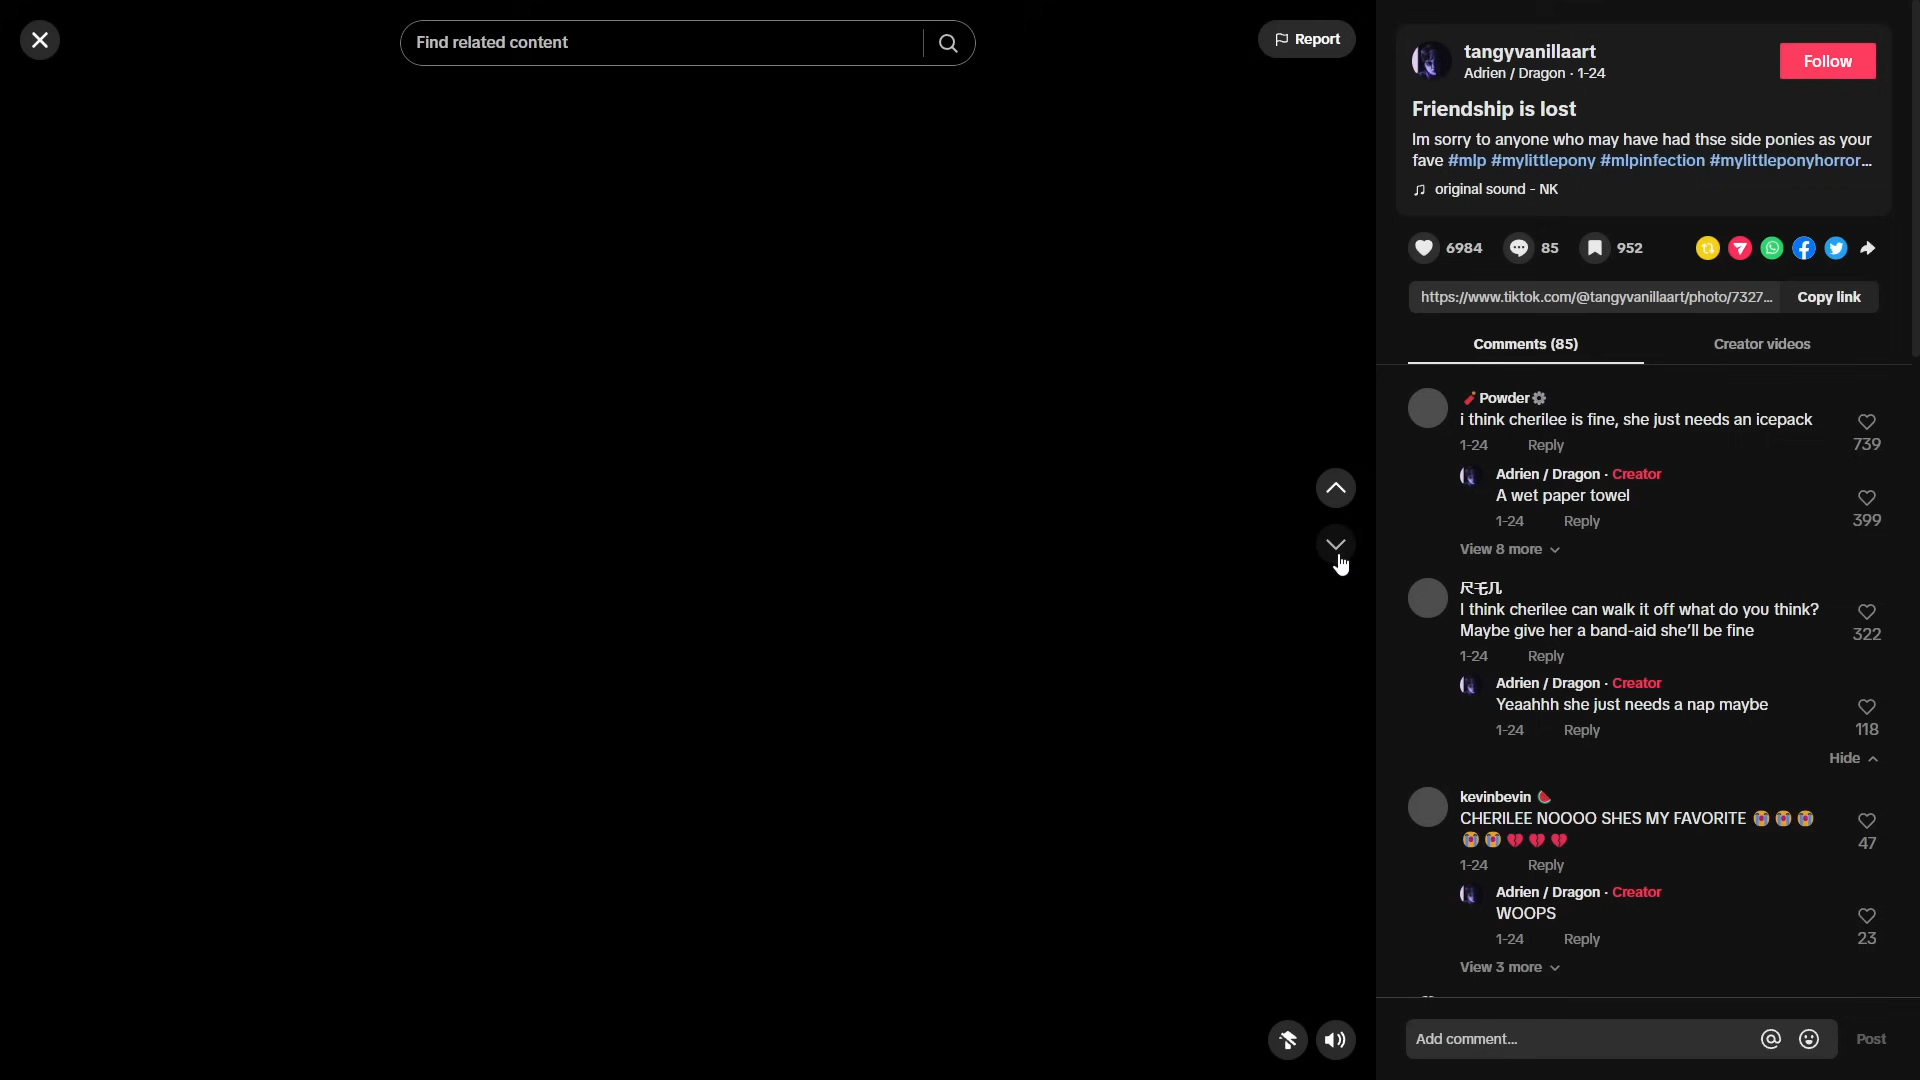 Find related content
Report
tangyvanillaart
Adrien / Dragon · 1-24
Follow
Friendship is lost
Im sorry to anyone who may have had thse side ponies as your
fave #mlp #mylittlepony #mlpinfection #mylittleponyhorror...
original sound - NK
6984
85
952
https://www.tiktok.com/@tangyvanillaart/photo/7327...
Copy link
Comments (85)
Creator videos
Powder
i think cherilee is fine, she just needs an icepack
1-24 Reply
739
Adrien / Dragon · Creator
A wet paper towel
1-24 Reply
399
View 8 more
尺乇几
I think cherilee can walk it off what do you think?
Maybe give her a band-aid she'll be fine
1-24 Reply
322
Adrien / Dragon · Creator
Yeaahhh she just needs a nap maybe
1-24 Reply
118
Hide
kevinbevin 🍉
CHERILEE NOOOO SHES MY FAVORITE 😭😭😭
😭😭💔💔💔
1-24 Reply
47
Adrien / Dragon · Creator
WOOPS
1-24 Reply
23
View 3 more
Add comment...
Post